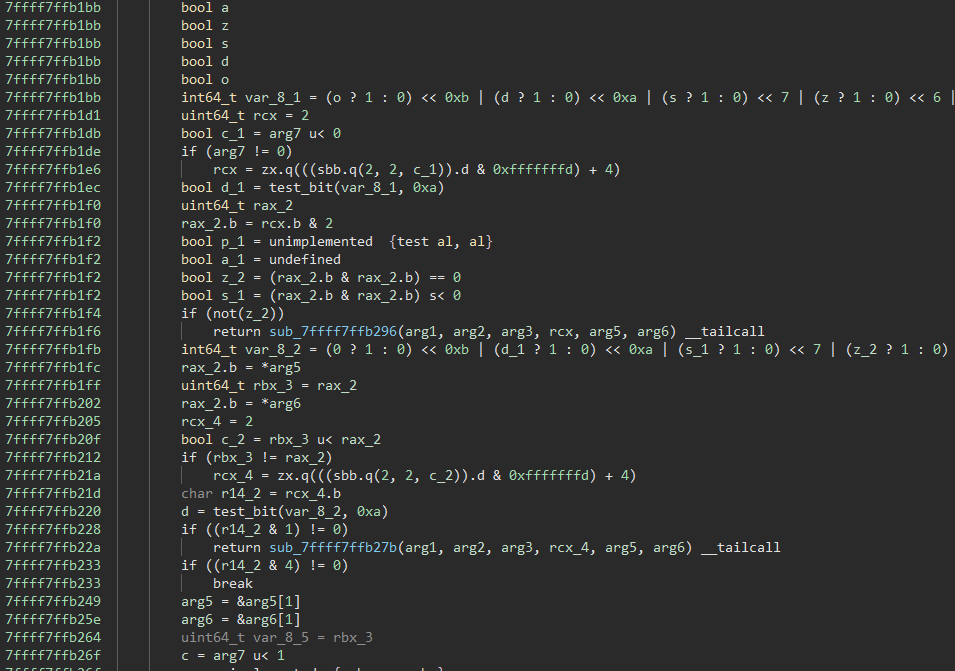 7ffff7ffb1bb bool a
7ffff7ffb1bb bool z
7ffff7ffb1bb bool s
7ffff7ffb1bb bool d
7ffff7ffb1bb bool o
7ffff7ffb1bb int64_t var_8_1 = (o ? 1 : 0) << 0xb | (d ? 1 : 0) << 0xa | (s ? 1 : 0) << 7 | (z ? 1 : 0) << 6 |
7ffff7ffb1d1 uint64_t rcx = 2
7ffff7ffb1db bool c_1 = arg7 u< 0
7ffff7ffb1de if (arg7 != 0)
7ffff7ffb1e6 rcx = zx.q(((sbb.q(2, 2, c_1)).d & 0xfffffffd) + 4)
7ffff7ffb1ec bool d_1 = test_bit(var_8_1, 0xa)
7ffff7ffb1f0 uint64_t rax_2
7ffff7ffb1f0 rax_2.b = rcx.b & 2
7ffff7ffb1f2 bool p_1 = unimplemented {test al, al}
7ffff7ffb1f2 bool a_1 = undefined
7ffff7ffb1f2 bool z_2 = (rax_2.b & rax_2.b) == 0
7ffff7ffb1f2 bool s_1 = (rax_2.b & rax_2.b) s< 0
7ffff7ffb1f4 if (not(z_2))
7ffff7ffb1f6 return sub_7ffff7ffb296(arg1, arg2, arg3, rcx, arg5, arg6) __tailcall
7ffff7ffb1fb int64_t var_8_2 = (0 ? 1 : 0) << 0xb | (d_1 ? 1 : 0) << 0xa | (s_1 ? 1 : 0) << 7 | (z_2 ? 1 : 0)
7ffff7ffb1fc rax_2.b = *arg5
7ffff7ffb1ff uint64_t rbx_3 = rax_2
7ffff7ffb202 rax_2.b = *arg6
7ffff7ffb205 rcx_4 = 2
7ffff7ffb20f bool c_2 = rbx_3 u< rax_2
7ffff7ffb212 if (rbx_3 != rax_2)
7ffff7ffb21a rcx_4 = zx.q(((sbb.q(2, 2, c_2)).d & 0xfffffffd) + 4)
7ffff7ffb21d char r14_2 = rcx_4.b
7ffff7ffb220 d = test_bit(var_8_2, 0xa)
7ffff7ffb228 if ((r14_2 & 1) != 0)
7ffff7ffb22a return sub_7ffff7ffb27b(arg1, arg2, arg3, rcx_4, arg5, arg6) __tailcall
7ffff7ffb233 if ((r14_2 & 4) != 0)
7ffff7ffb233 break
7ffff7ffb249 arg5 = &arg5[1]
7ffff7ffb25e arg6 = &arg6[1]
7ffff7ffb264 uint64_t var_8_5 = rbx_3
7ffff7ffb26f c = arg7 u< 1